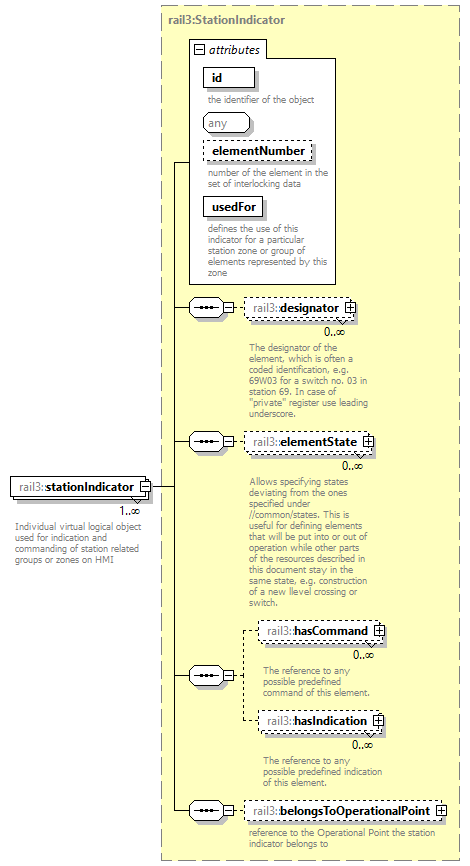 rail3:StationIndicator
attributes
id
the identifier of the object
any
elementNumber
number of the element in the
set of interlocking data
usedFor
defines the use of this
indicator for a particular
station zone or group of
elements represented by this
zone
rail3::designator
0..∞
The designator of the
element, which is often a
coded identification, e.g.
69W03 for a switch no. 03 in
station 69. In case of
"private" register use leading
underscore.
rail3::elementState
0..∞
Allows specifying states
deviating from the ones
specified under
//common/states. This is
useful for defining elements
that will be put into or out of
operation while other parts
of the resources described in
this document stay in the
same state, e.g. construction
of a new llevel crossing or
switch.
rail3::stationIndicator
1..∞
Individual virtual logical object
used for indication and
commanding of station related
groups or zones on HMI
rail3::hasCommand
0..∞
The reference to any
possible predefined
command of this element.
rail3::hasIndication
0..∞
The reference to any
possible predefined indication
of this element.
rail3::belongsToOperationalPoint
reference to the Operational Point the station
indicator belongs to